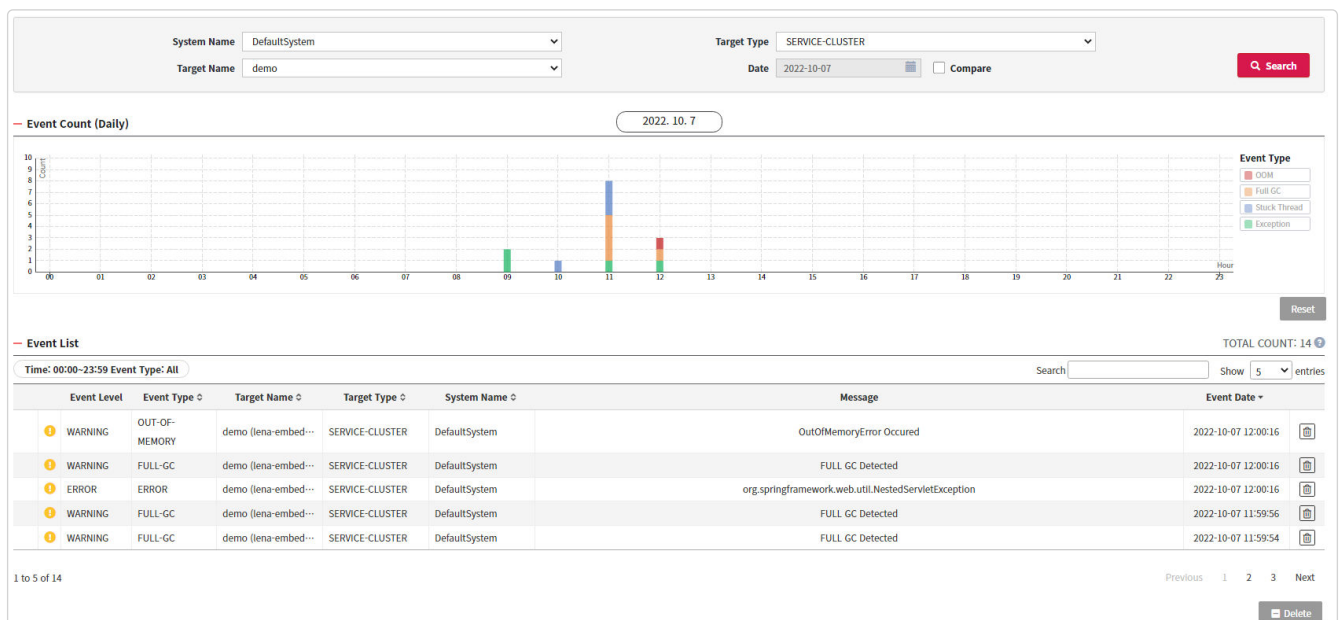 System Name DefaultSystem Target Type SERVICE-CLUSTER
Target Name demo Date 2022-10-07 Compare Search
Event Count (Daily) 2022. 10. 7
Count
10
9
8
7
6
5
4
3
2
1
0
00 01 02 03 04 05 06 07 08 09 10 11 12 13 14 15 16 17 18 19 20 21 22 23
Hour
Event Type
OOM
Full GC
Stuck Thread
Exception
Reset
Event List TOTAL COUNT: 14 ?
Time: 00:00~23:59 Event Type: All Search Show 5 entries
Event Level Event Type Target Name Target Type System Name Message Event Date
WARNING OUT-OF-MEMORY demo (lena-embed··· SERVICE-CLUSTER DefaultSystem OutOfMemoryError Occured 2022-10-07 12:00:16
WARNING FULL-GC demo (lena-embed··· SERVICE-CLUSTER DefaultSystem FULL GC Detected 2022-10-07 12:00:16
ERROR ERROR demo (lena-embed··· SERVICE-CLUSTER DefaultSystem org.springframework.web.util.NestedServletException 2022-10-07 12:00:16
WARNING FULL-GC demo (lena-embed··· SERVICE-CLUSTER DefaultSystem FULL GC Detected 2022-10-07 11:59:56
WARNING FULL-GC demo (lena-embed··· SERVICE-CLUSTER DefaultSystem FULL GC Detected 2022-10-07 11:59:54
1 to 5 of 14 Previous 1 2 3 Next
Delete